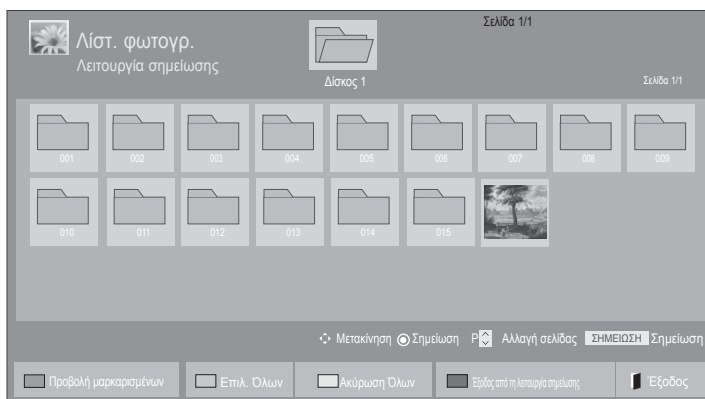 Σελίδα 1/1
Λίστ. φωτογρ.
Λειτουργία σημείωσης
Δίσκος 1
Σελίδα 1/1
001 002 003 004 005 006 007 008 009
010 011 012 013 014 015
Μετακίνηση Σημείωση P Αλλαγή σελίδας ΣΗΜΕΙΩΣΗ Σημείωση
Προβολή μαρκαρισμένων Επιλ. Όλων Ακύρωση Όλων Έξοδος από τη λειτουργία σημείωσης Έξοδος